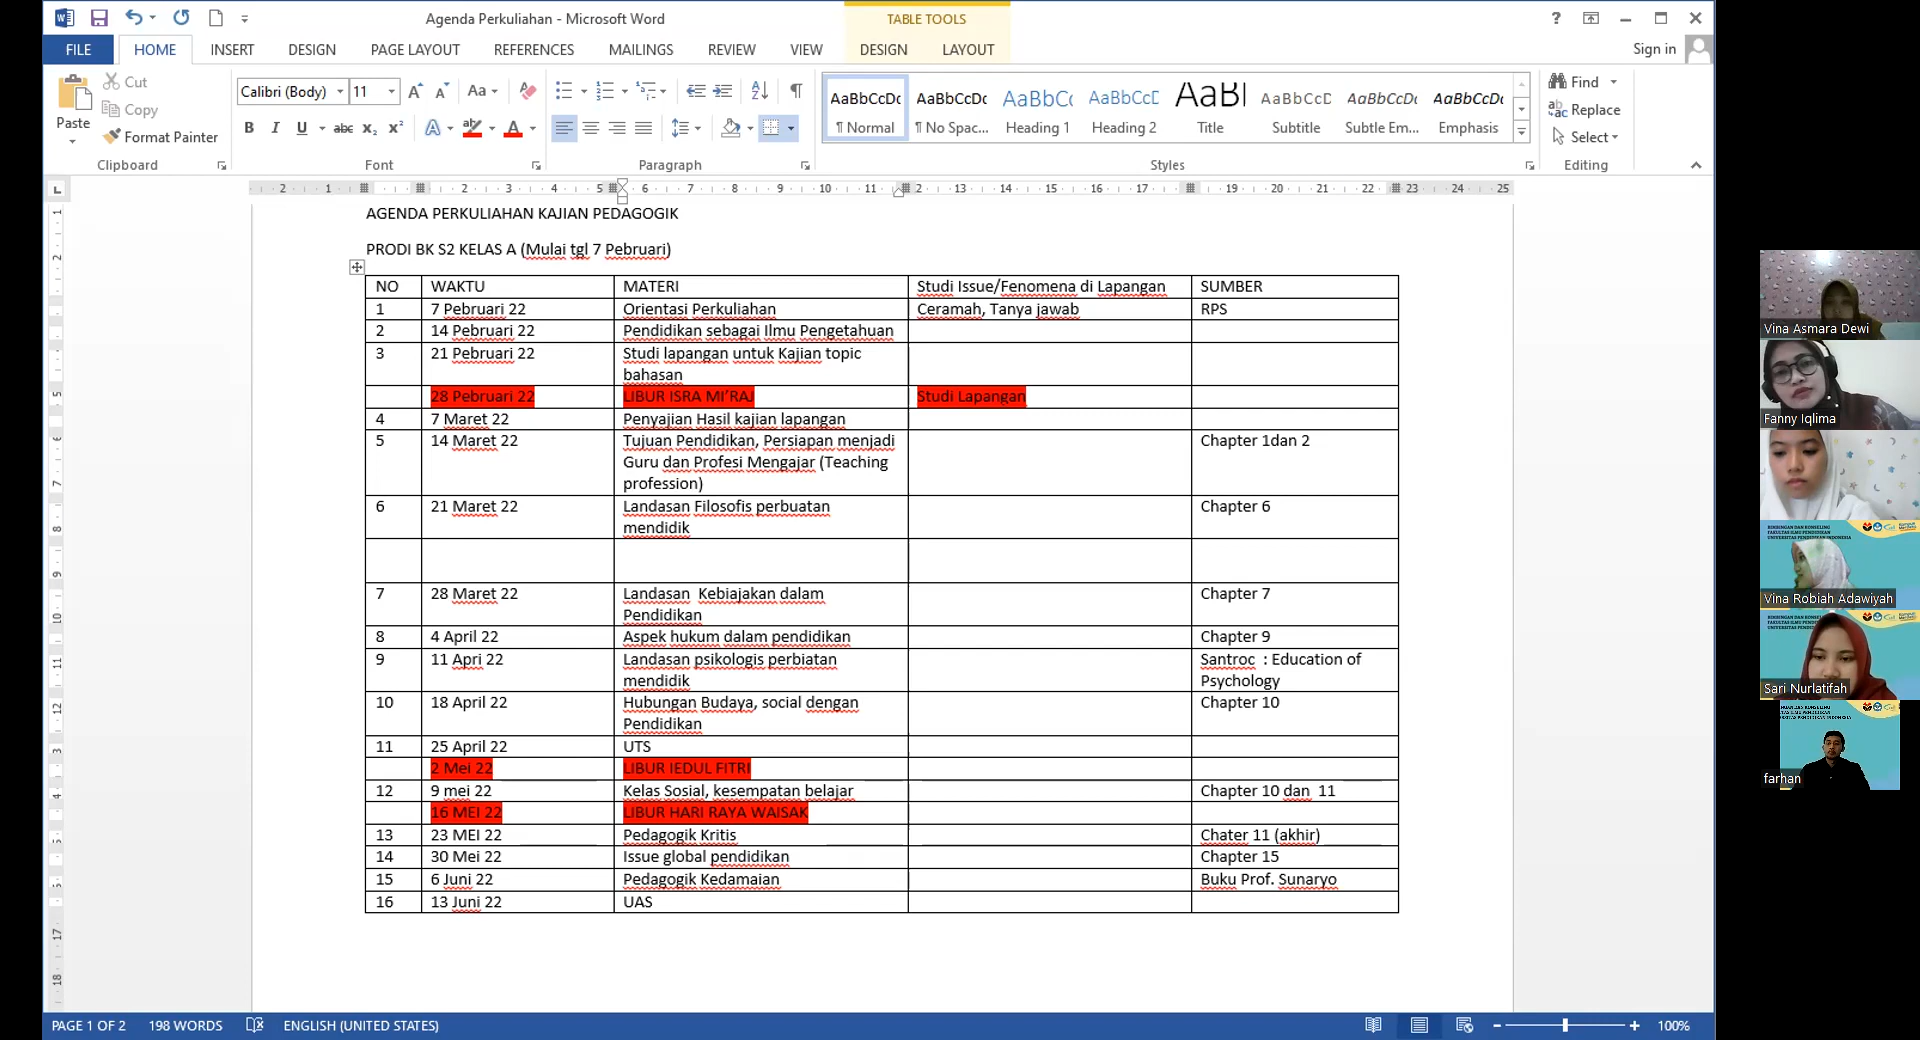 Agenda Perkuliahan - Microsoft Word
TABLE TOOLS
FILE HOME INSERT DESIGN PAGE LAYOUT REFERENCES MAILINGS REVIEW VIEW DESIGN LAYOUT Sign in
Paste
Cut
Copy
Format Painter
Clipboard
Calibri (Body) 11
Font
Paragraph
AaBbCcDc AaBbCcDc AaBbCc AaBbCcD AaBl AaBbCcD AaBbCcDc AaBbCcDc
¶ Normal ¶ No Spac... Heading 1 Heading 2 Title Subtitle Subtle Em... Emphasis
Styles
Find
Replace
Select
Editing
AGENDA PERKULIAHAN KAJIAN PEDAGOGIK
PRODI BK S2 KELAS A (Mulai tgl 7 Pebruari)
NO WAKTU MATERI Studi Issue/Fenomena di Lapangan SUMBER
1 7 Pebruari 22 Orientasi Perkuliahan Ceramah, Tanya jawab RPS
2 14 Pebruari 22 Pendidikan sebagai Ilmu Pengetahuan
3 21 Pebruari 22 Studi lapangan untuk Kajian topic
bahasan
28 Pebruari 22 LIBUR ISRA MI'RAJ Studi Lapangan
4 7 Maret 22 Penyajian Hasil kajian lapangan
5 14 Maret 22 Tujuan Pendidikan, Persiapan menjadi Chapter 1dan 2
Guru dan Profesi Mengajar (Teaching
profession)
6 21 Maret 22 Landasan Filosofis perbuatan Chapter 6
mendidik
7 28 Maret 22 Landasan Kebiajakan dalam Chapter 7
Pendidikan
8 4 April 22 Aspek hukum dalam pendidikan Chapter 9
9 11 Apri 22 Landasan psikologis perbiatan Santroc : Education of
mendidik Psychology
10 18 April 22 Hubungan Budaya, social dengan Chapter 10
Pendidikan
11 25 April 22 UTS
2 Mei 22 LIBUR IEDUL FITRI
12 9 mei 22 Kelas Sosial, kesempatan belajar Chapter 10 dan 11
16 MEI 22 LIBUR HARI RAYA WAISAK
13 23 MEI 22 Pedagogik Kritis Chater 11 (akhir)
14 30 Mei 22 Issue global pendidikan Chapter 15
15 6 Juni 22 Pedagogik Kedamaian Buku Prof. Sunaryo
16 13 Juni 22 UAS
PAGE 1 OF 2 198 WORDS ENGLISH (UNITED STATES) 100%
Vina Asmara Dewi
Fanny Iqlima
BIMBINGAN DAN KONSELING
FAKULTAS ILMU PENDIDIKAN
UNIVERSITAS PENDIDIKAN INDONESIA
Vina Robiah Adawiyah
Sari Nurlatifah
farhan